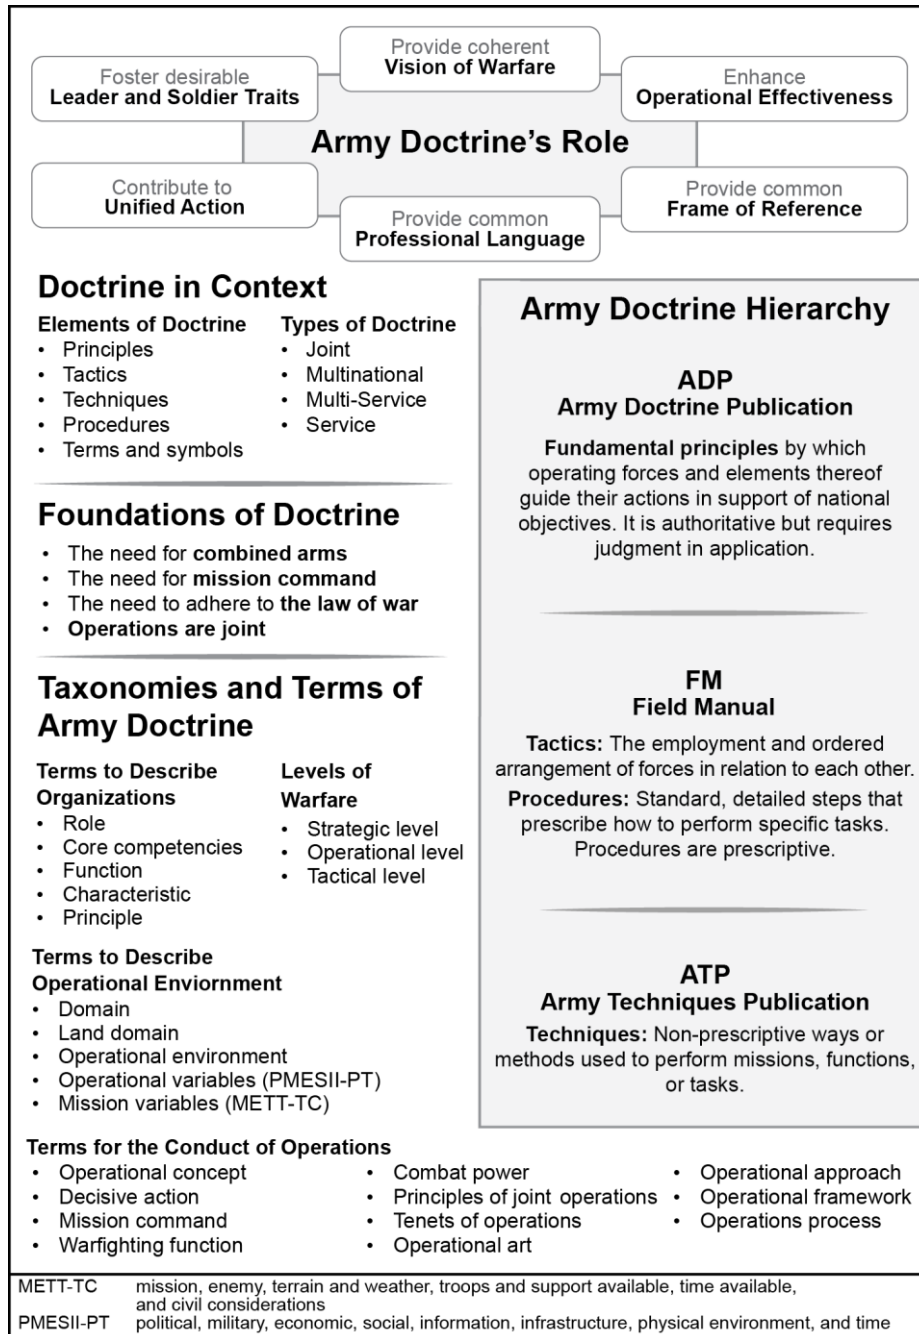 Provide coherent
Vision of Warfare
Foster desirable
Leader and Soldier Traits
Enhance
Operational Effectiveness
Army Doctrine’s Role
Contribute to
Unified Action
Provide common
Professional Language
Provide common
Frame of Reference
Doctrine in Context
Elements of Doctrine
• Principles
• Tactics
• Techniques
• Procedures
• Terms and symbols
Types of Doctrine
• Joint
• Multinational
• Multi-Service
• Service
Foundations of Doctrine
• The need for combined arms
• The need for mission command
• The need to adhere to the law of war
• Operations are joint
Taxonomies and Terms of
Army Doctrine
Terms to Describe
Organizations
• Role
• Core competencies
• Function
• Characteristic
• Principle
Levels of
Warfare
• Strategic level
• Operational level
• Tactical level
Terms to Describe
Operational Enviornment
• Domain
• Land domain
• Operational environment
• Operational variables (PMESII-PT)
• Mission variables (METT-TC)
Army Doctrine Hierarchy
ADP
Army Doctrine Publication
Fundamental principles by which
operating forces and elements thereof
guide their actions in support of national
objectives. It is authoritative but requires
judgment in application.
FM
Field Manual
Tactics: The employment and ordered
arrangement of forces in relation to each other.
Procedures: Standard, detailed steps that
prescribe how to perform specific tasks.
Procedures are prescriptive.
ATP
Army Techniques Publication
Techniques: Non-prescriptive ways or
methods used to perform missions, functions,
or tasks.
Terms for the Conduct of Operations
• Operational concept
• Decisive action
• Mission command
• Warfighting function
• Combat power
• Principles of joint operations
• Tenets of operations
• Operational art
• Operational approach
• Operational framework
• Operations process
METT-TC mission, enemy, terrain and weather, troops and support available, time available,
and civil considerations
PMESII-PT political, military, economic, social, information, infrastructure, physical environment, and time